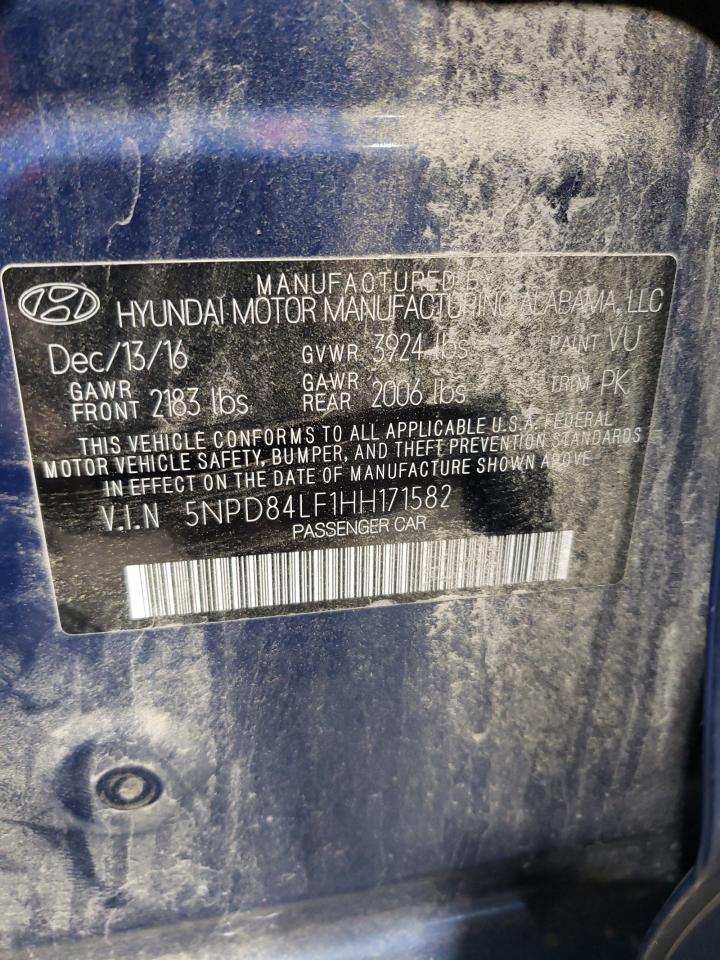 MANUFACTURED BY
HYUNDAI MOTOR MANUFACTURING ALABAMA, LLC
Dec/13/16 GVWR 3924 lbs PAINT VU
GAWR FRONT 2183 lbs GAWR REAR 2006 lbs TRIM PK
THIS VEHICLE CONFORMS TO ALL APPLICABLE U.S.A. FEDERAL
MOTOR VEHICLE SAFETY, BUMPER, AND THEFT PREVENTION STANDARDS
IN EFFECT ON THE DATE OF MANUFACTURE SHOWN ABOVE
V.I.N 5NPD84LF1HH171582
PASSENGER CAR